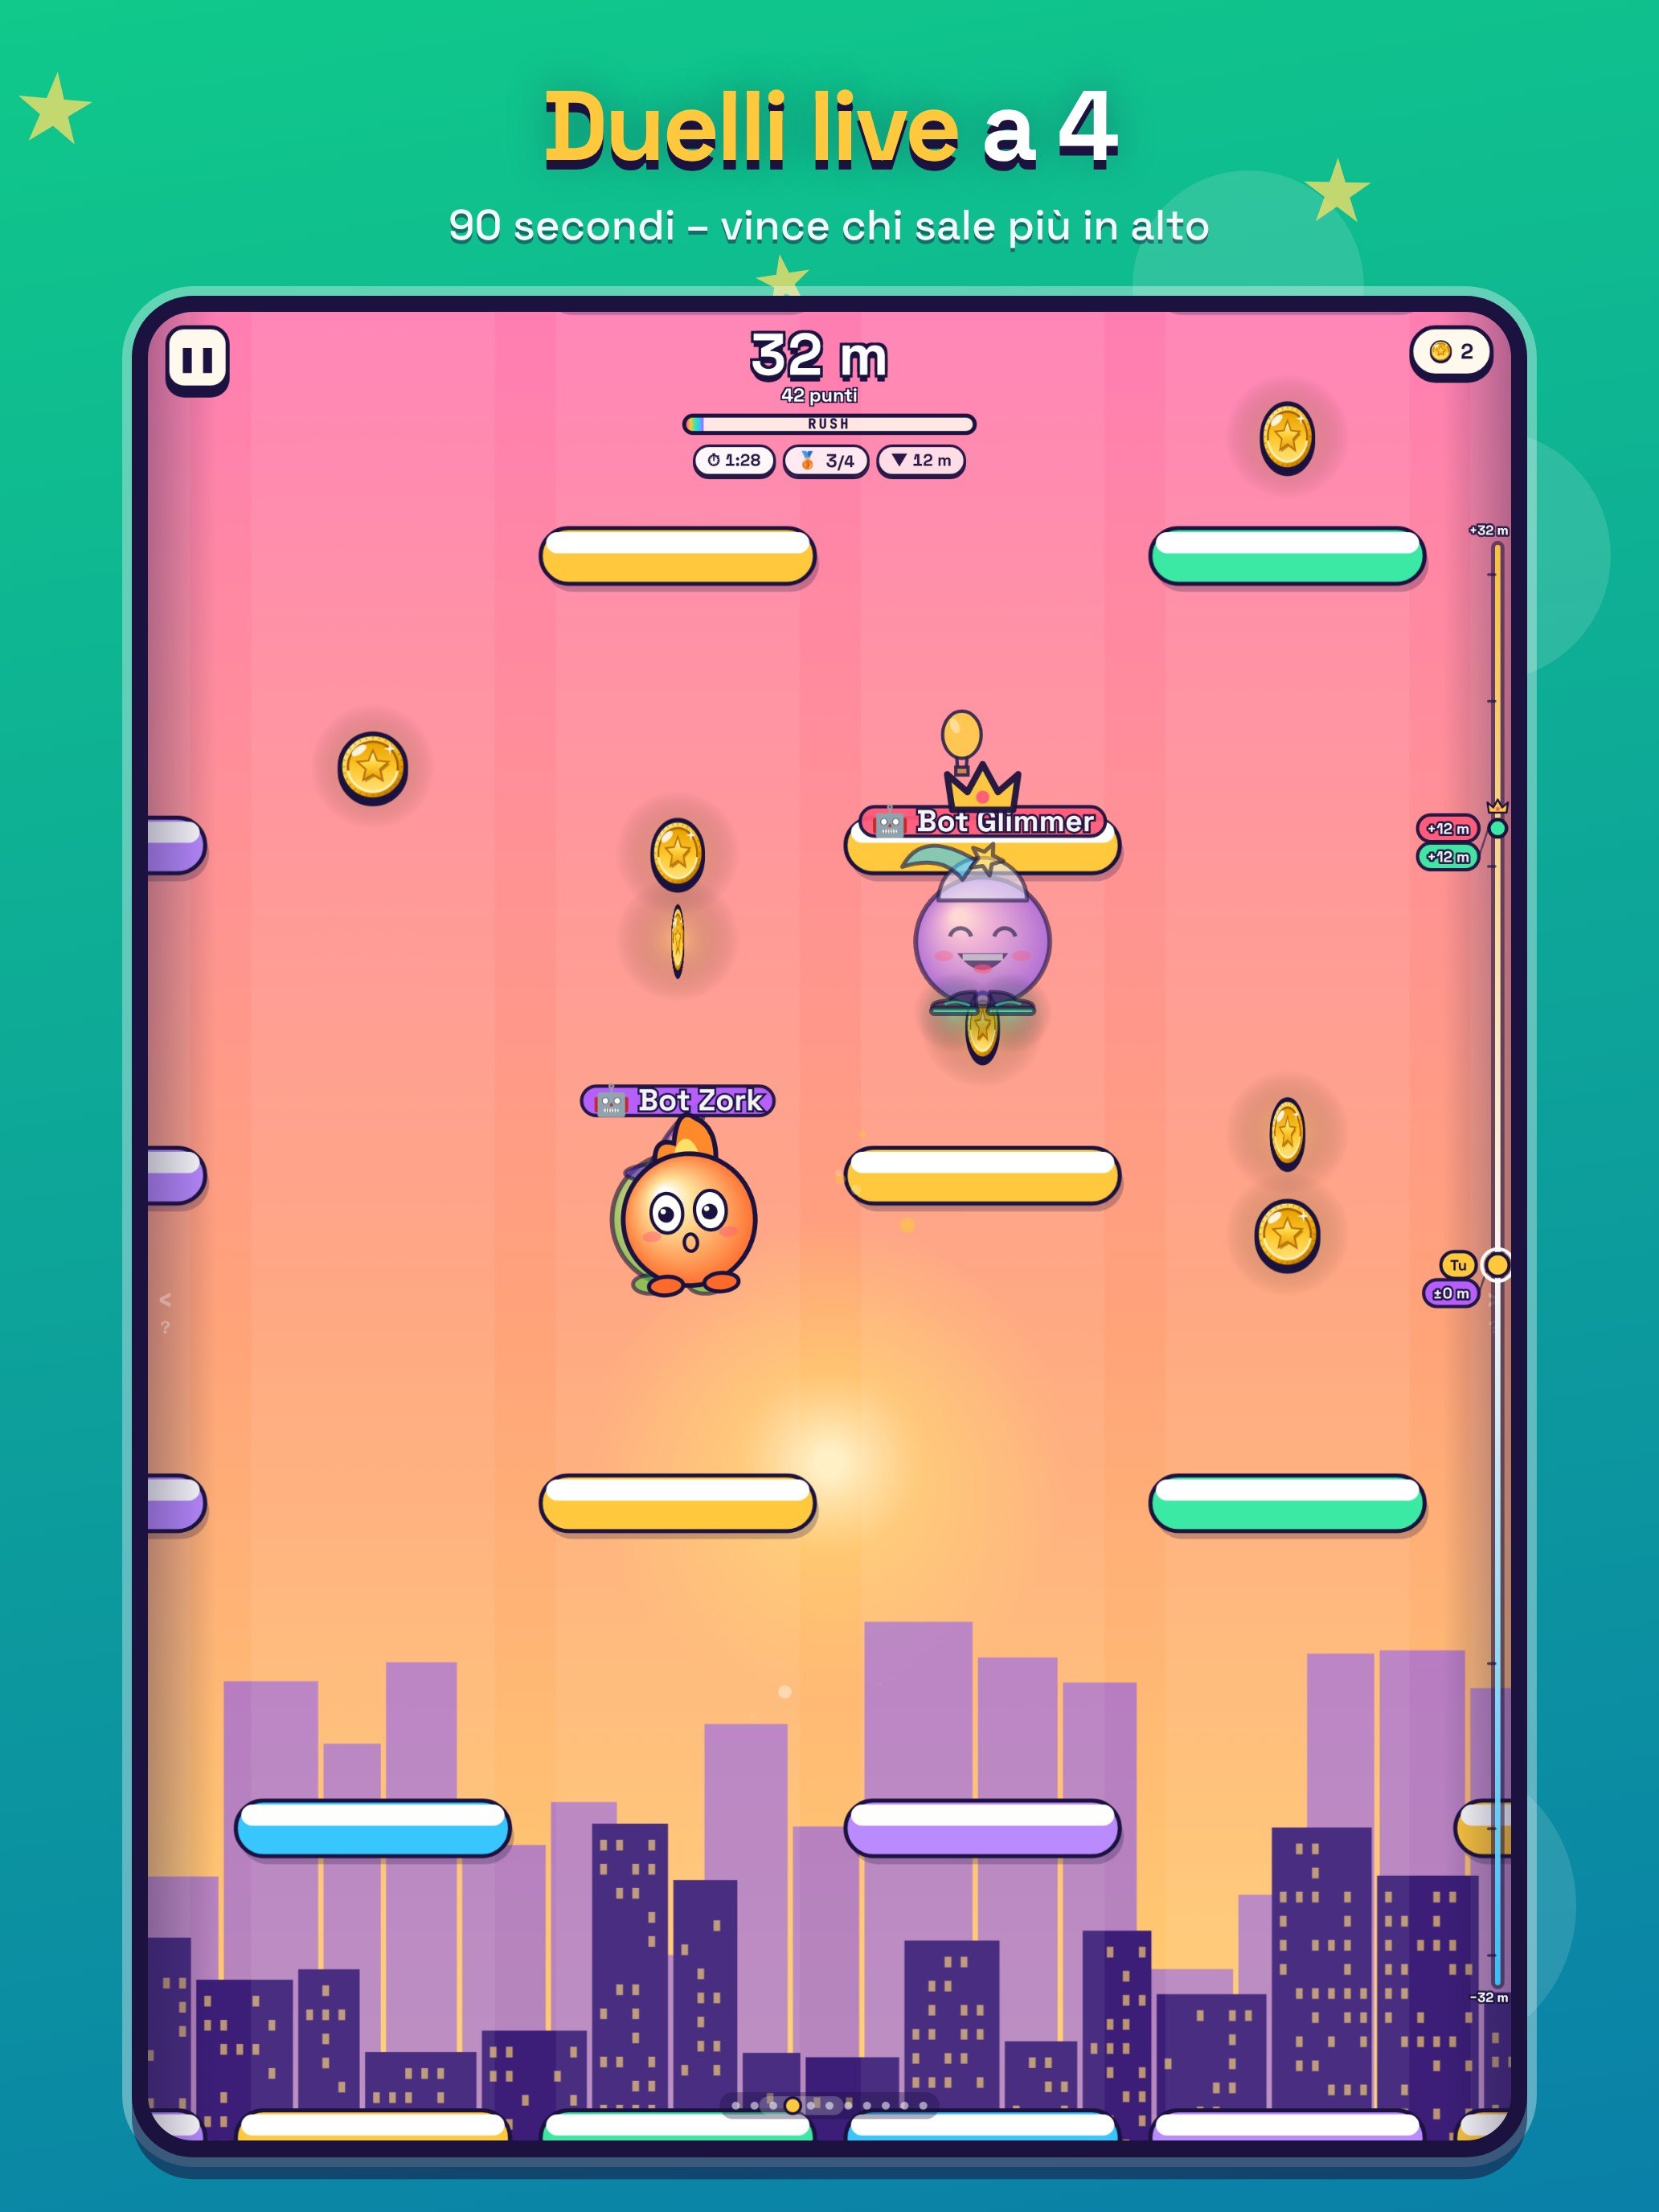 Duelli live a 4
90 secondi – vince chi sale più in alto
32 m
2
42 punti
RUSH
1:28
3/4
▼ 12 m
+32 m
Bot Glimmer
+12 m
+12 m
Bot Zork
Tu
±0 m
<
?
-32 m